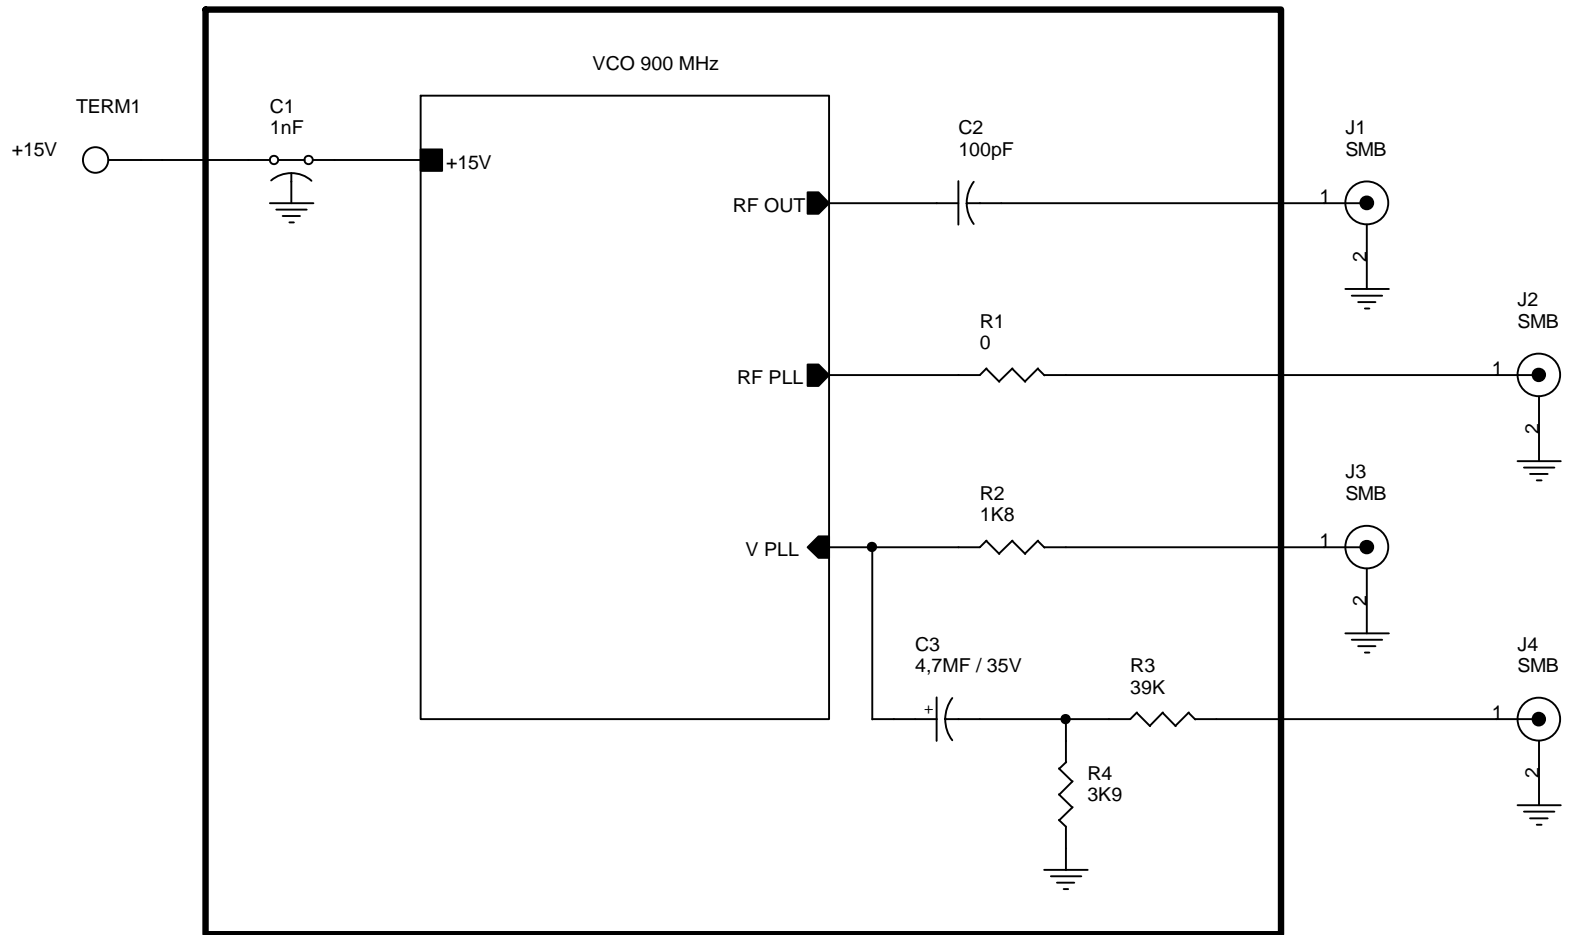 VCO 900 MHz
TERM1
+15V
C1
1nF
+15V
C2
100pF
J1
SMB
RF OUT
1
2
R1
0
J2
SMB
RF PLL
1
2
R2
1K8
J3
SMB
V PLL
1
2
C3
4,7MF / 35V
+
R3
39K
J4
SMB
1
2
R4
3K9